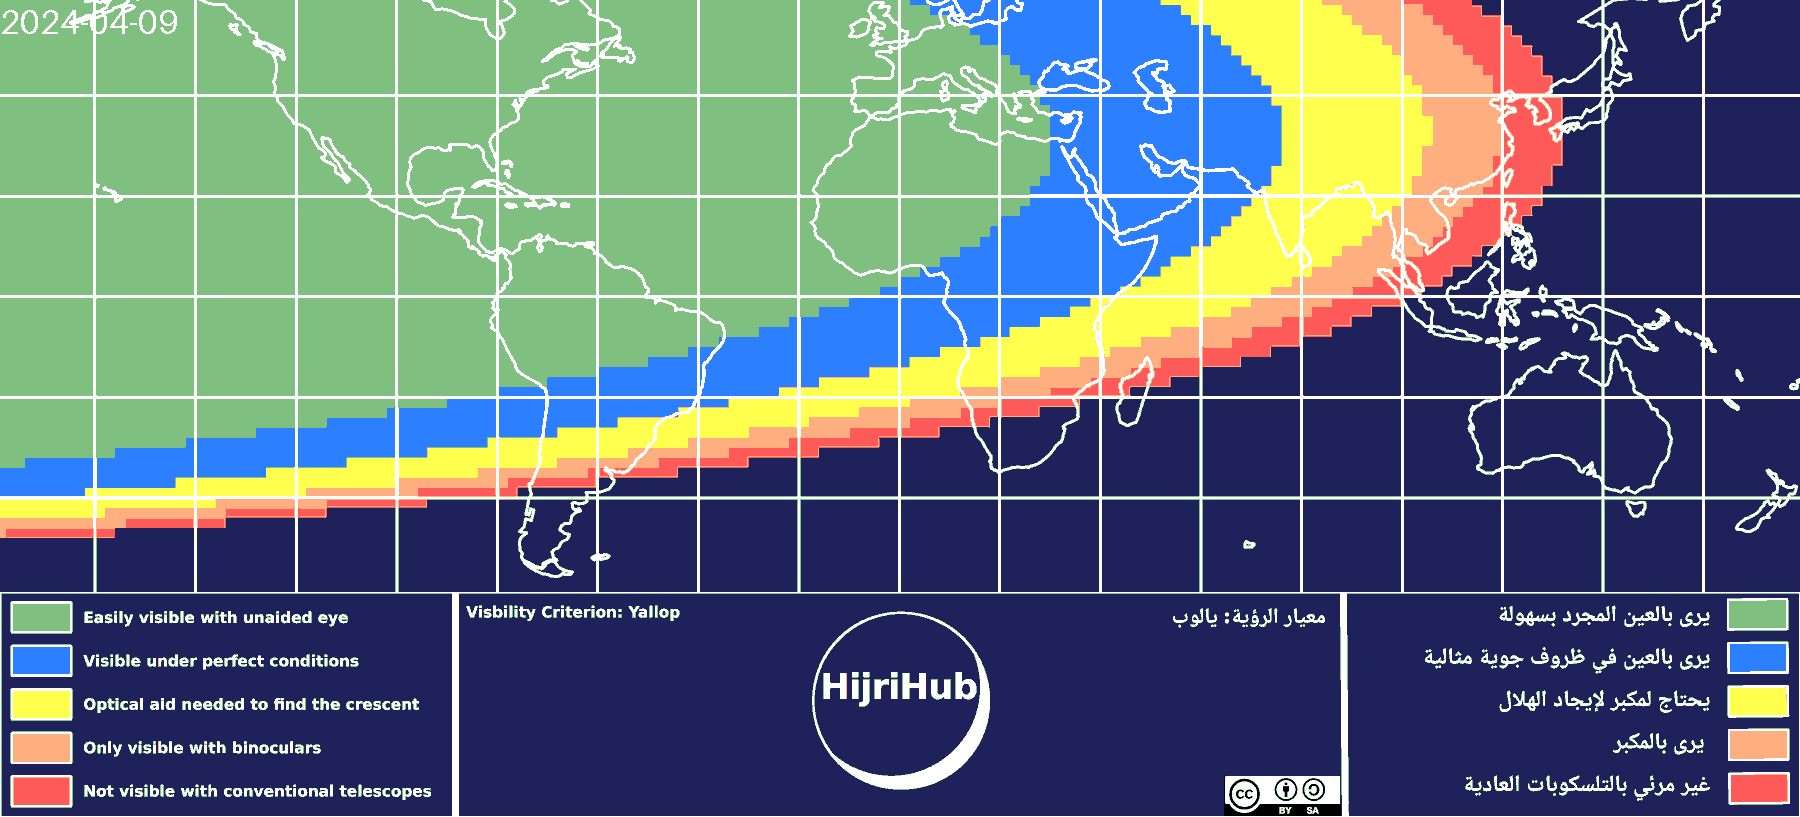 2024-04-09
Easily visible with unaided eye
Visible under perfect conditions
Optical aid needed to find the crescent
Only visible with binoculars
Not visible with conventional telescopes
Visbility Criterion: Yallop
معيار الرؤية: يالوب
HijriHub
cc
BY SA
يرى بالعين المجرد بسهولة
يرى بالعين في ظروف جوية مثالية
يحتاج لمكبر لإيجاد الهلال
يرى بالمكبر
غير مرئي بالتلسكوبات العادية